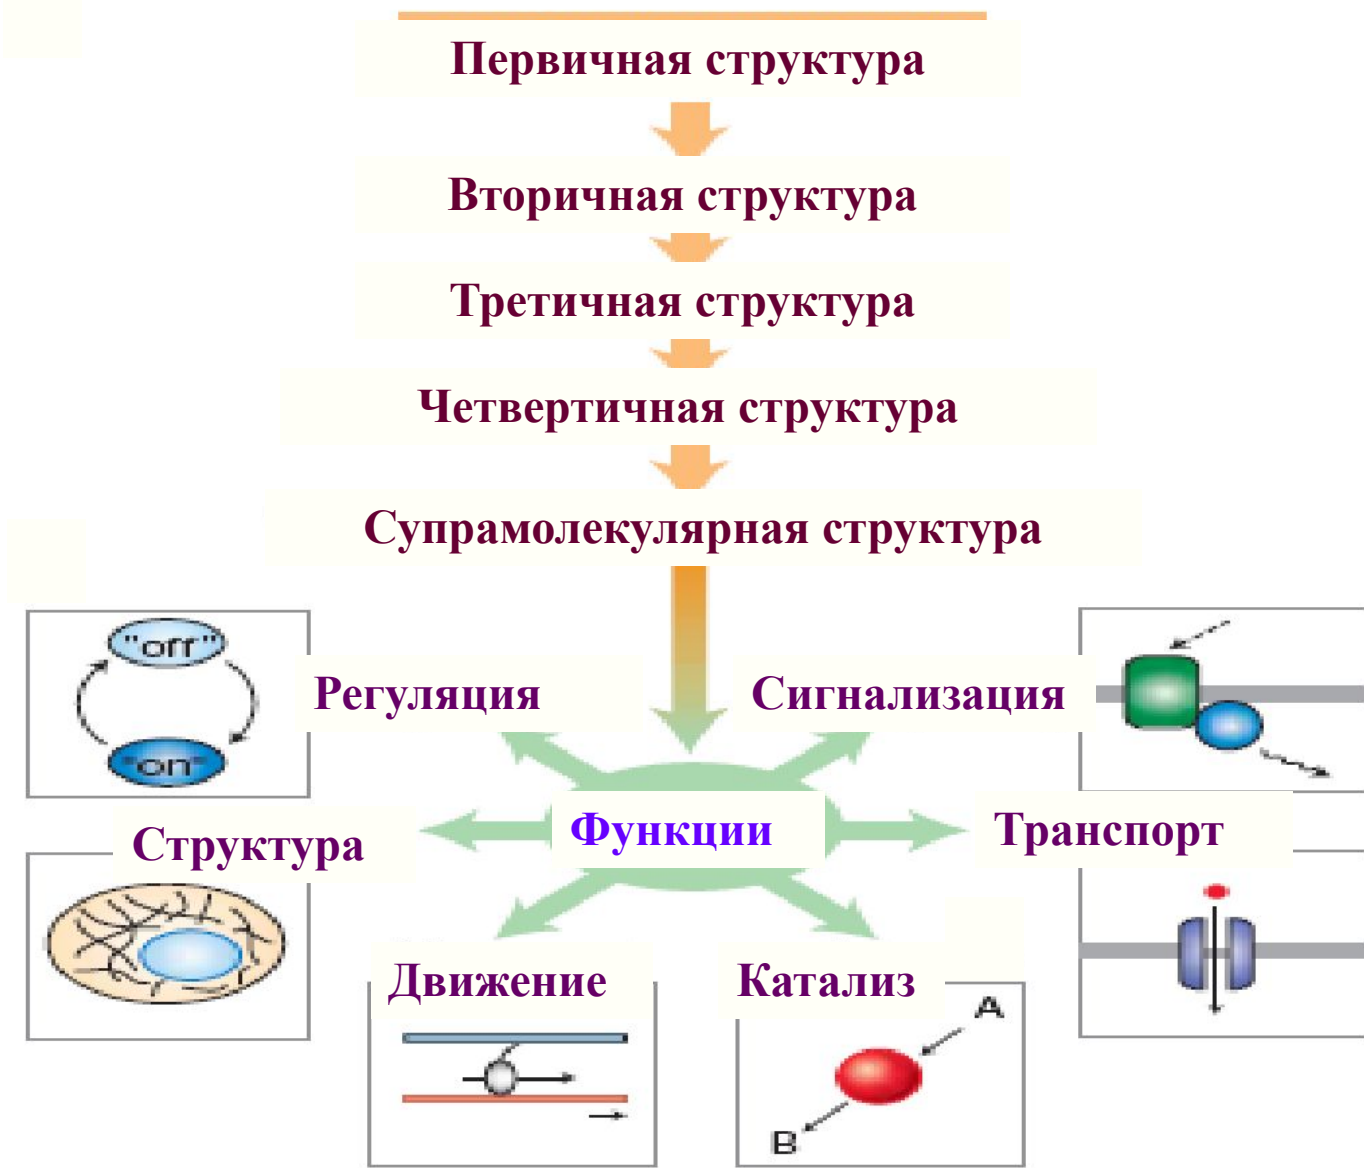 Первичная структура
Вторичная структура
Третичная структура
Четвертичная структура
Супрамолекулярная структура
"off"
"on"
Регуляция
Сигнализация
Структура
Функции
Транспорт
Движение
Катализ
A
B